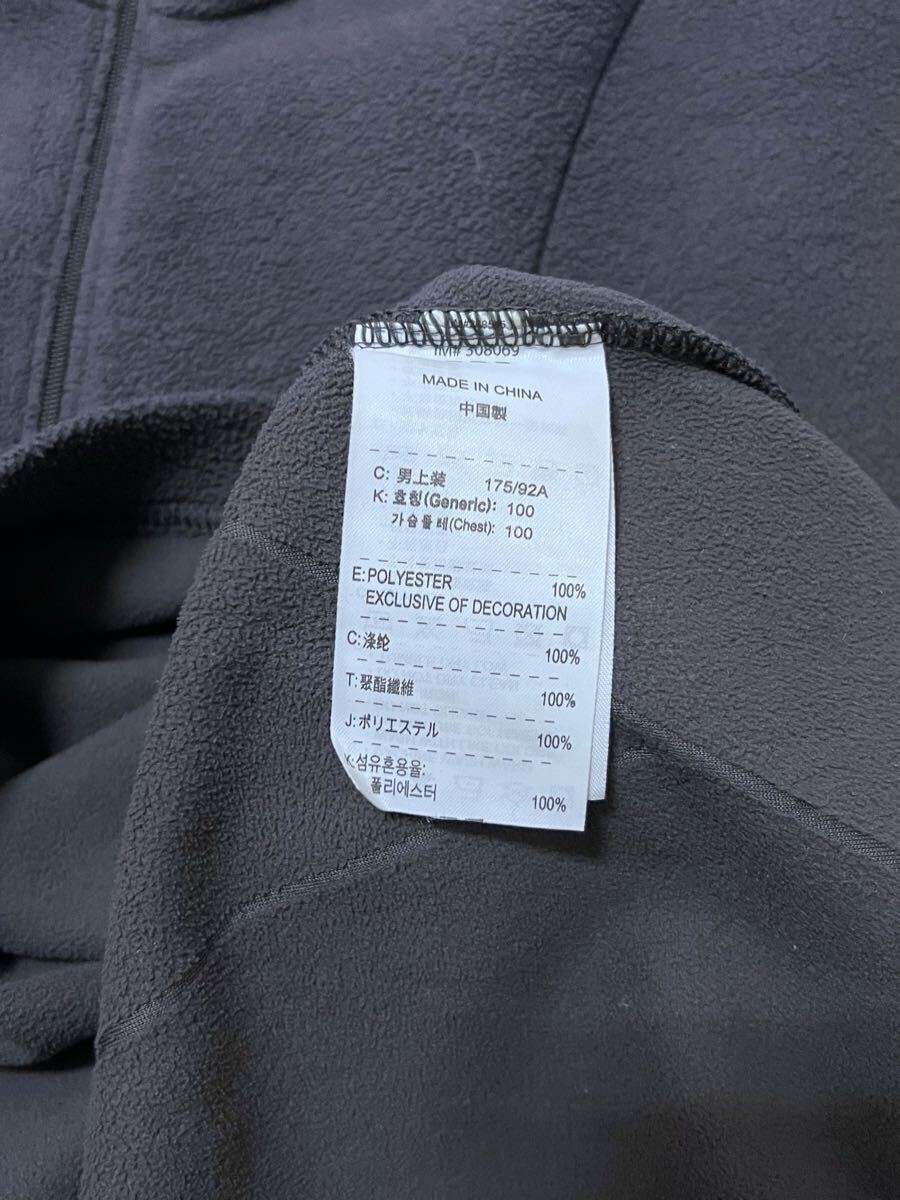 308069
MADE IN CHINA
中国製
C: 男上装 175/92A
K: 호칭(Generic): 100
가슴둘레(Chest): 100
E: POLYESTER 100%
EXCLUSIVE OF DECORATION
C: 涤纶 100%
T: 聚酯纖維 100%
J: ポリエステル 100%
K: 섬유혼용율:
폴리에스터 100%